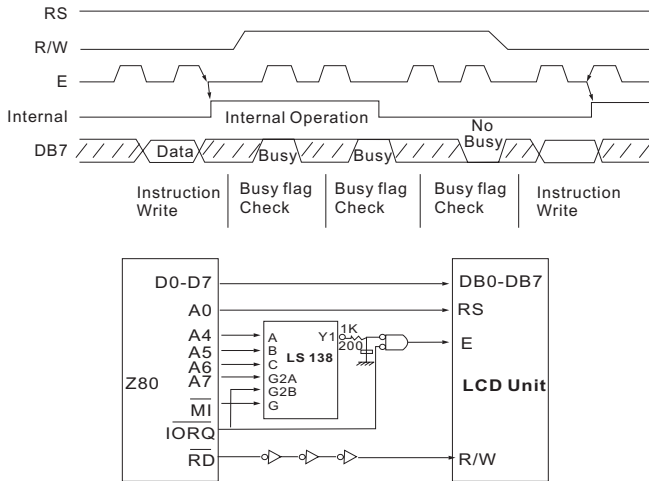 RS
R/W
E
Internal Internal Operation
No
DB7 Data Busy Busy Busy
Instruction Busy flag Busy flag Busy flag Instruction
Write Check Check Check Write
D0-D7 DB0-DB7
A0 RS
A4 A Y1 1K
A5 B 200 E
A6 C LS 138
A7 G2A LCD Unit
Z80 G2B
MI G
IORQ
RD R/W